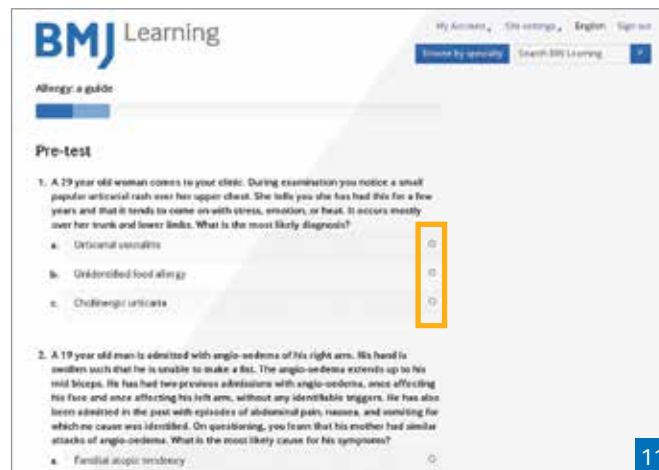 BMJ Learning
My Account Site settings English Sign out
Browse by specialty Search BMJ Learning
Allergy: a guide
Pre-test
1. A 29 year old woman comes to your clinic. During examination you notice a small
papular urticarial rash over her upper chest. She tells you she has had this for a few
years and that it tends to come on with stress, emotion, or heat. It occurs mostly
over her trunk and lower limbs. What is the most likely diagnosis?
a. Urticarial vasculitis
b. Unidentified food allergy
c. Cholinergic urticaria
2. A 19 year old man is admitted with angio-oedema of his right arm. His hand is
swollen such that he is unable to make a fist. The angio-oedema extends up to his
mid biceps. He has had two previous admissions with angio-oedema, once affecting
his face and once affecting his left arm, without any identifiable triggers. He has also
been admitted in the past with episodes of abdominal pain, nausea, and vomiting for
which no cause was identified. On questioning, you learn that his mother had similar
attacks of angio-oedema. What is the most likely cause for his symptoms?
a. Familial atopic tendency
11